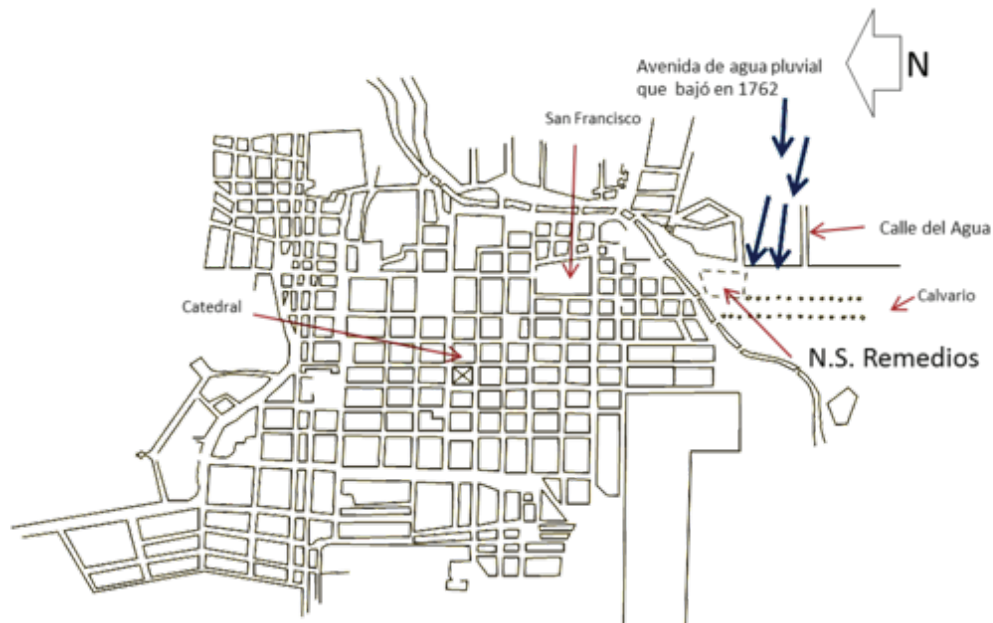 N
Avenida de agua pluvial
que bajó en 1762
San Francisco
Calle del Agua
Calvario
Catedral
N.S. Remedios